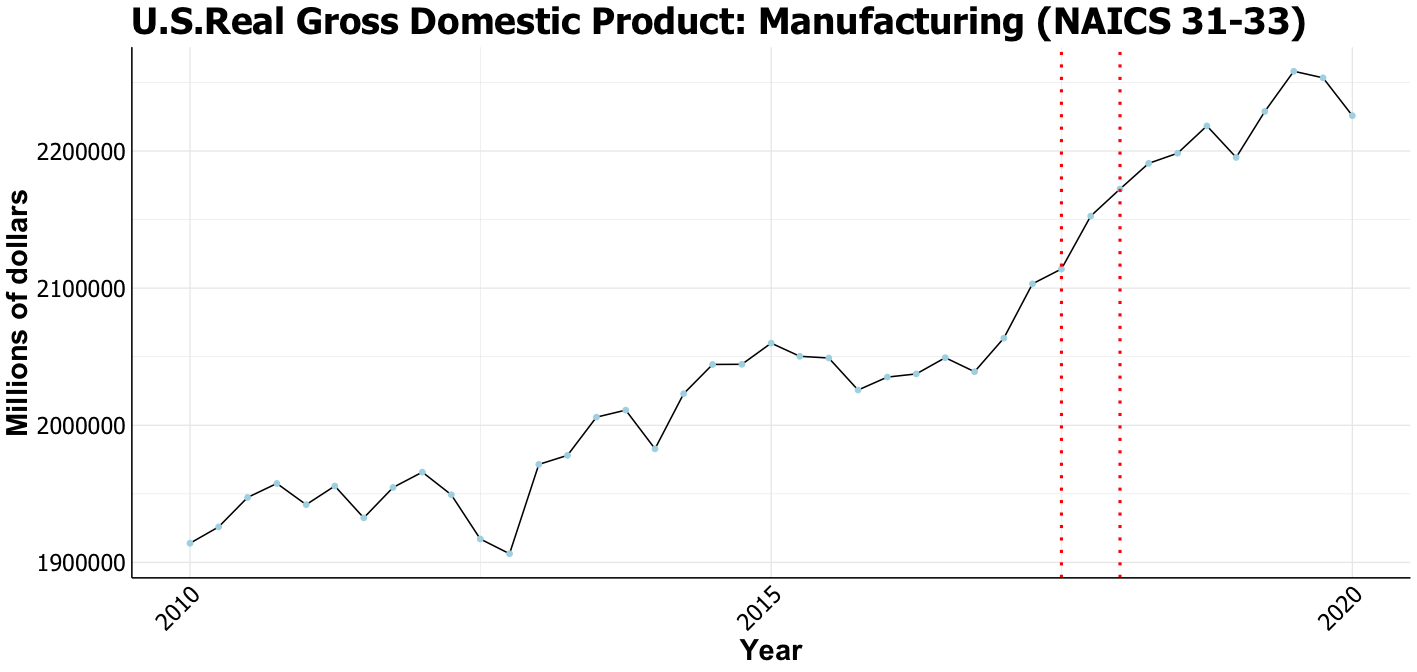 U.S.Real Gross Domestic Product: Manufacturing (NAICS 31-33)
Millions of dollars
2200000
2100000
2000000
1900000
2010
2015
2020
Year